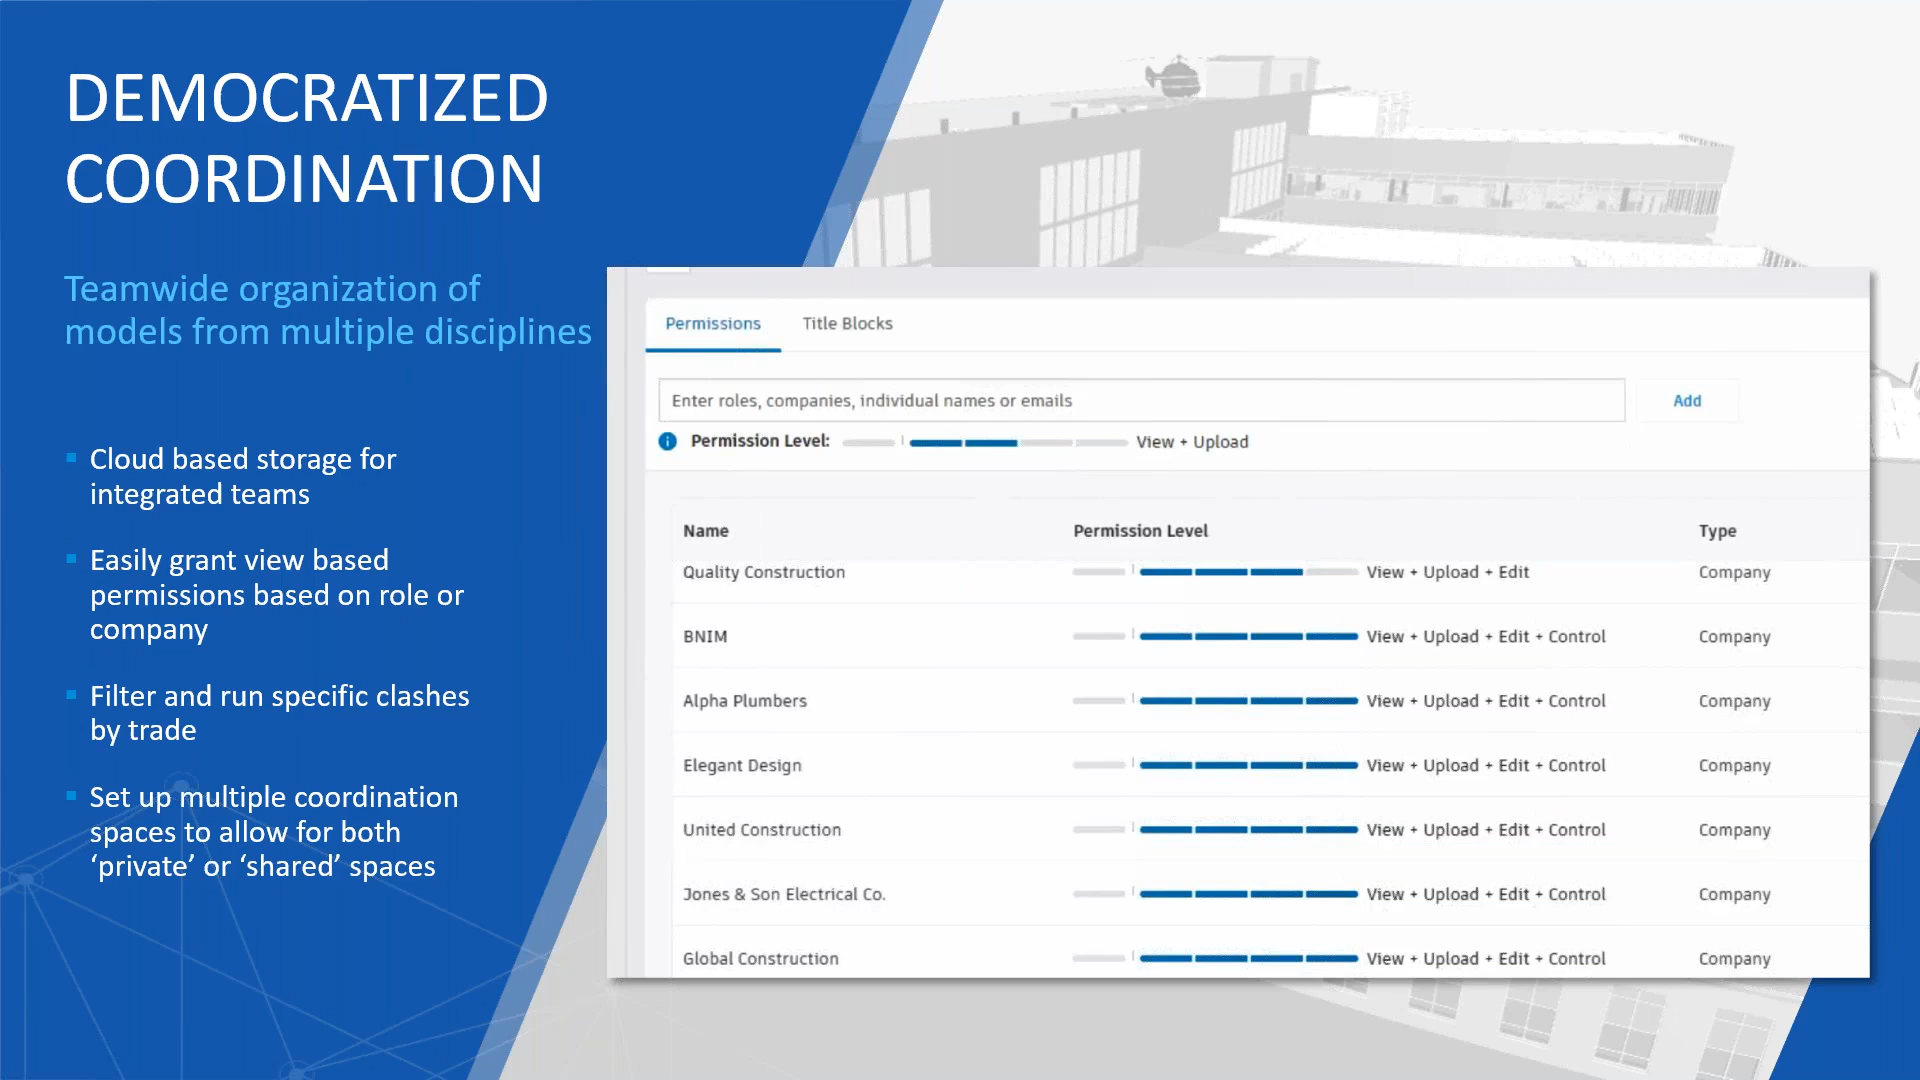 DEMOCRATIZED
COORDINATION
Teamwide organization of
models from multiple disciplines
Cloud based storage for
integrated teams
Easily grant view based
permissions based on role or
company
Filter and run specific clashes
by trade
Set up multiple coordination
spaces to allow for both
‘private’ or ‘shared’ spaces
Permissions Title Blocks
Enter roles, companies, individual names or emails Add
Permission Level: View + Upload
Name Permission Level Type
Quality Construction View + Upload + Edit Company
BNIM View + Upload + Edit + Control Company
Alpha Plumbers View + Upload + Edit + Control Company
Elegant Design View + Upload + Edit + Control Company
United Construction View + Upload + Edit + Control Company
Jones & Son Electrical Co. View + Upload + Edit + Control Company
Global Construction View + Upload + Edit + Control Company